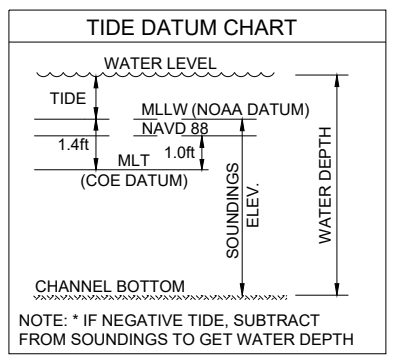 TIDE DATUM CHART
WATER LEVEL
TIDE
MLLW (NOAA DATUM)
NAVD 88
1.4ft
1.0ft
MLT
(COE DATUM)
SOUNDINGS
ELEV.
WATER DEPTH
CHANNEL BOTTOM
NOTE: * IF NEGATIVE TIDE, SUBTRACT
FROM SOUNDINGS TO GET WATER DEPTH